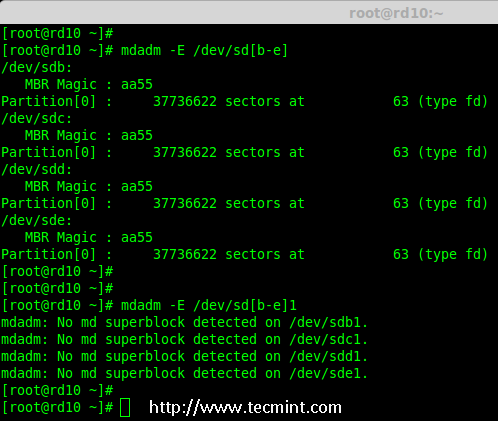 root@rd10:~
[root@rd10 ~]#
[root@rd10 ~]# mdadm -E /dev/sd[b-e]
/dev/sdb:
   MBR Magic : aa55
Partition[0] :     37736622 sectors at           63 (type fd)
/dev/sdc:
   MBR Magic : aa55
Partition[0] :     37736622 sectors at           63 (type fd)
/dev/sdd:
   MBR Magic : aa55
Partition[0] :     37736622 sectors at           63 (type fd)
/dev/sde:
   MBR Magic : aa55
Partition[0] :     37736622 sectors at           63 (type fd)
[root@rd10 ~]#
[root@rd10 ~]#
[root@rd10 ~]# mdadm -E /dev/sd[b-e]1
mdadm: No md superblock detected on /dev/sdb1.
mdadm: No md superblock detected on /dev/sdc1.
mdadm: No md superblock detected on /dev/sdd1.
mdadm: No md superblock detected on /dev/sde1.
[root@rd10 ~]#
[root@rd10 ~]# http://www.tecmint.com